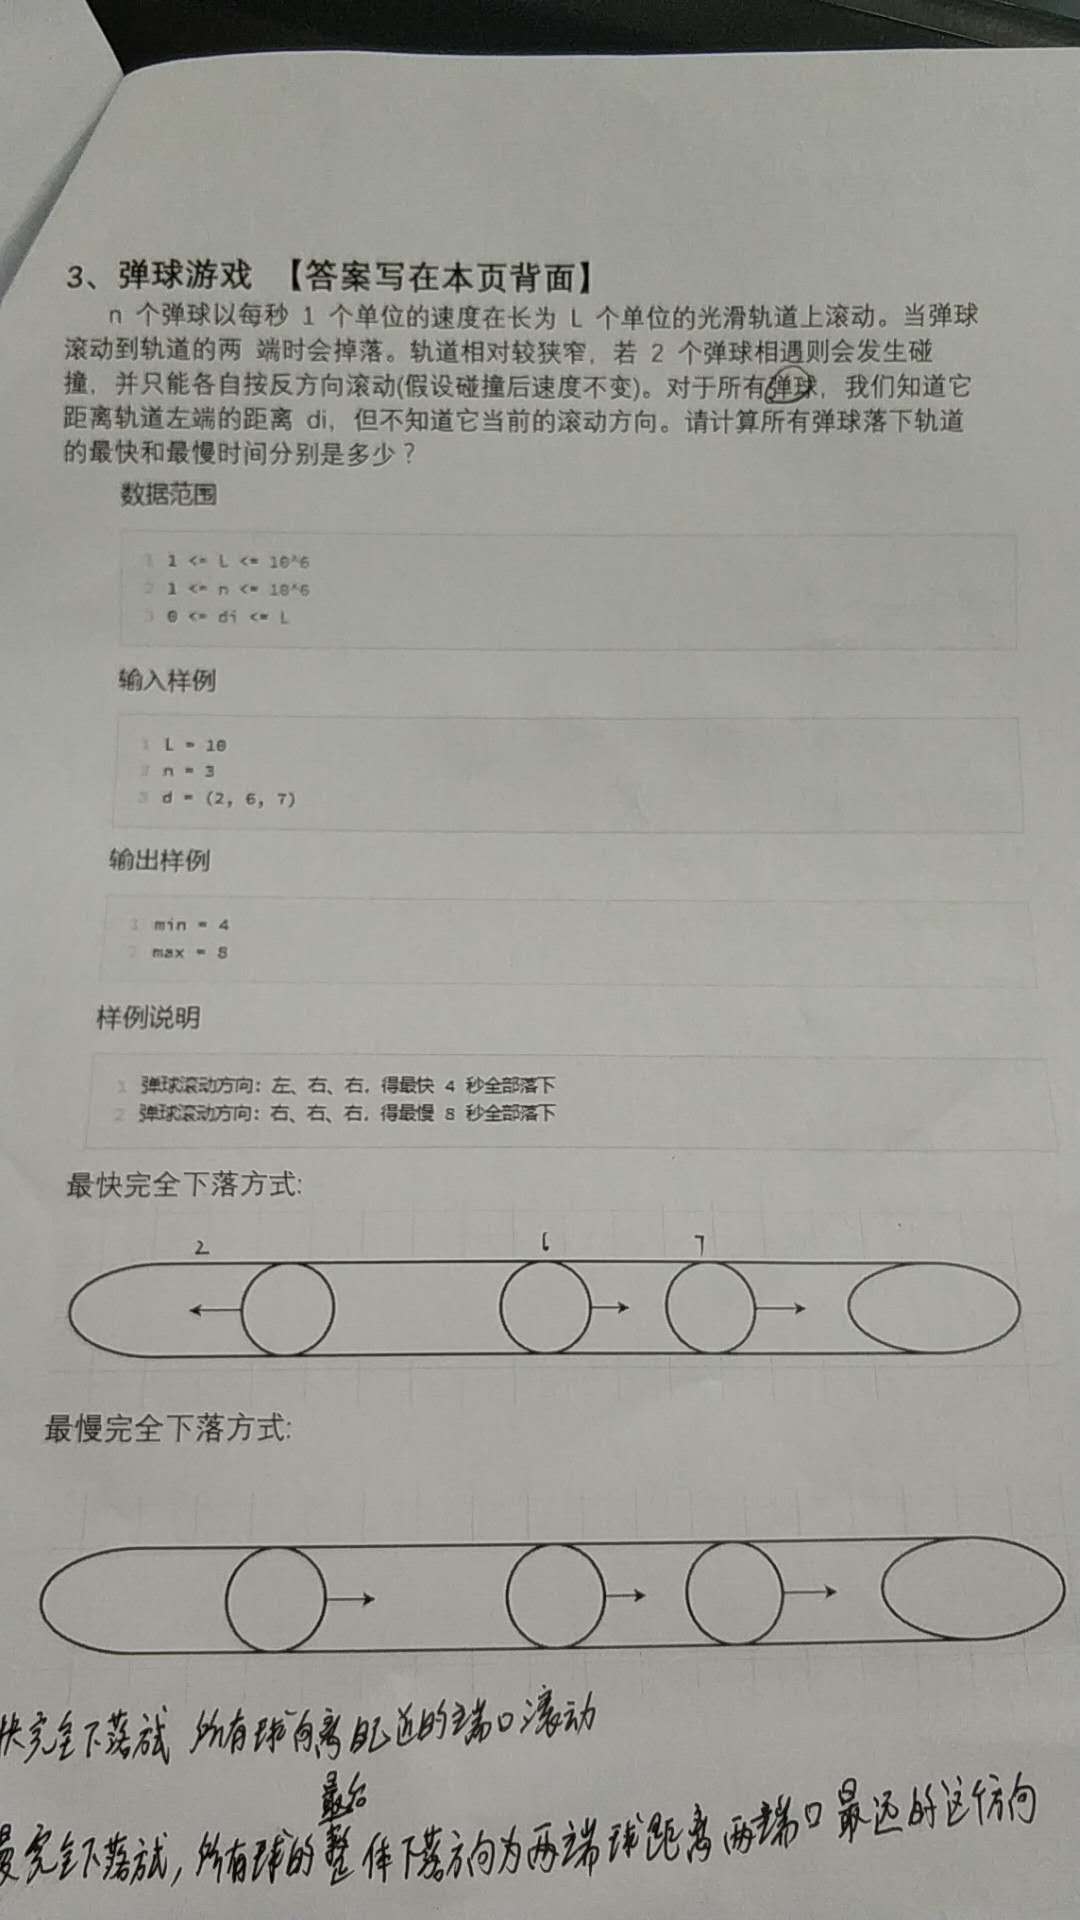 3、弹球游戏 【答案写在本页背面】
n 个弹球以每秒 1 个单位的速度在长为 L 个单位的光滑轨道上滚动。当弹球
滚动到轨道的两 端时会掉落。轨道相对较狭窄，若 2 个弹球相遇则会发生碰
撞，并只能各自按反方向滚动(假设碰撞后速度不变)。对于所有弹球，我们知道它
距离轨道左端的距离 di，但不知道它当前的滚动方向。请计算所有弹球落下轨道
的最快和最慢时间分别是多少？
数据范围
1 1 <= L <= 10^6
2 1 <= n <= 10^6
3 0 <= di <= L
输入样例
1 L = 10
2 n = 3
3 d = (2, 6, 7)
输出样例
1 min = 4
2 max = 8
样例说明
1 弹球滚动方向：左、右、右，得最快 4 秒全部落下
2 弹球滚动方向：右、右、右，得最慢 8 秒全部落下
最快完全下落方式:
2 6 7
最慢完全下落方式:
快完全下落式 所有球向离自己近的端口滚动
最后
慢完全下落式，所有球的整体下落方向为两端球距离两端口最远的这个方向